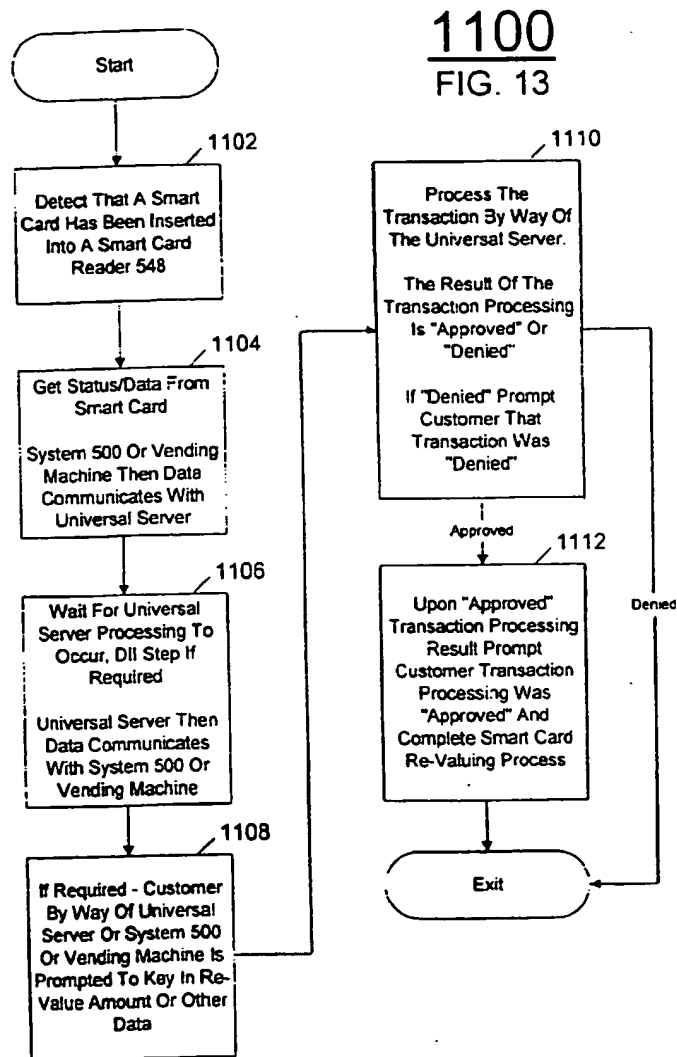 1100
FIG. 13
Start
1102
Detect That A Smart
Card Has Been Inserted
Into A Smart Card
Reader 548
1104
Get Status/Data From
Smart Card
System 500 Or Vending
Machine Then Data
Communicates With
Universal Server
1106
Wait For Universal
Server Processing To
Occur, DII Step If
Required
Universal Server Then
Data Communicates
With System 500 Or
Vending Machine
1108
If Required - Customer
By Way Of Universal
Server Or System 500
Or Vending Machine Is
Prompted To Key In Re-
Value Amount Or Other
Data
1110
Process The
Transaction By Way Of
The Universal Server.
The Result Of The
Transaction Processing
Is "Approved" Or
"Denied"
If "Denied" Prompt
Customer That
Transaction Was
"Denied"
Approved
Denied
1112
Upon "Approved"
Transaction Processing
Result Prompt
Customer Transaction
Processing Was
"Approved" And
Complete Smart Card
Re-Valuing Process
Exit